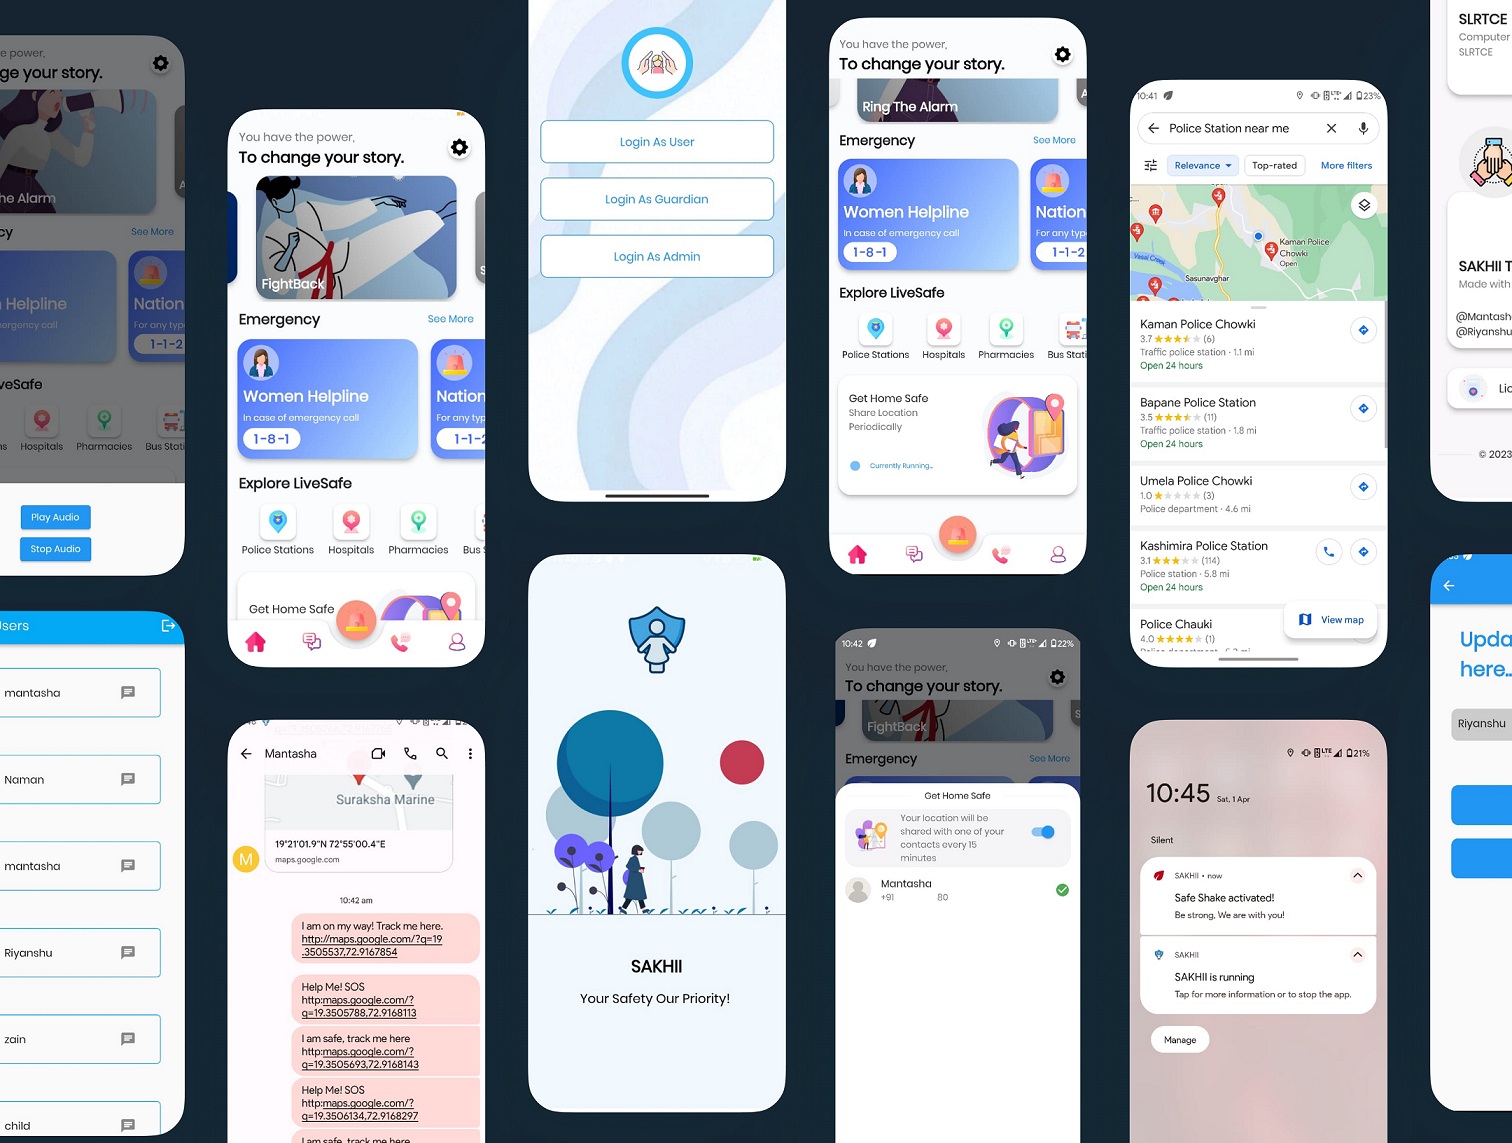 e power,
ge your story.
he Alarm
cy
See More
n Helpline
ergency call
Nation
For any typ
1-1-2
veSafe
ns
Hospitals
Pharmacies
Bus Stati
Play Audio
Stop Audio
sers
mantasha
Naman
mantasha
Riyanshu
zain
child
You have the power,
To change your story.
FightBack
S
Emergency
See More
Women Helpline
In case of emergency call
1-8-1
Nation
For any typ
1-1-2
Explore LiveSafe
Police Stations
Hospitals
Pharmacies
Bus S
Get Home Safe
Mantasha
Suraksha Marine
19°21'01.9"N 72°55'00.4"E
maps.google.com
M
10:42 am
I am on my way! Track me here.
http://maps.google.com/?q=19
.3505537,72.9167854
Help Me! SOS
http:maps.google.com/?
q=19.3505788,72.9168113
I am safe, track me here
http:maps.google.com/?
q=19.3505693,72.9168143
Help Me! SOS
http:maps.google.com/?
q=19.3506134,72.9168297
I am safe, track me here
Login As User
Login As Guardian
Login As Admin
SAKHII
Your Safety Our Priority!
You have the power,
To change your story.
Ring The Alarm
A
Emergency
See More
Women Helpline
In case of emergency call
1-8-1
Nation
For any typ
1-1-2
Explore LiveSafe
Police Stations
Hospitals
Pharmacies
Bus Stati
Get Home Safe
Share Location
Periodically
Currently Running...
10:42
22%
You have the power,
To change your story.
FightBack
S
Emergency
See More
Get Home Safe
Your location will be
shared with one of your
contacts every 15
minutes
Mantasha
+91 80
10:41
LTE
23%
Police Station near me
Relevance
Top-rated
More filters
Kaman Police
Chowki
Open
Sasunavghar
Vasai Creek
Kaman Police Chowki
3.7 (6)
Traffic police station · 1.1 mi
Open 24 hours
Bapane Police Station
3.5 (11)
Traffic police station · 1.8 mi
Open 24 hours
Umela Police Chowki
1.0 (3)
Police department · 4.6 mi
Kashimira Police Station
3.1 (114)
Police station · 5.8 mi
Open 24 hours
Police Chauki
4.0 (1)
View map
LTE
21%
10:45 Sat, 1 Apr
Silent
SAKHII • now
Safe Shake activated!
Be strong, We are with you!
SAKHII
SAKHII is running
Tap for more information or to stop the app.
Manage
SLRTCE
Computer
SLRTCE
SAKHII T
Made with
@Mantash
@Riyanshu
Lic
© 2023
Upda
here..
Riyanshu